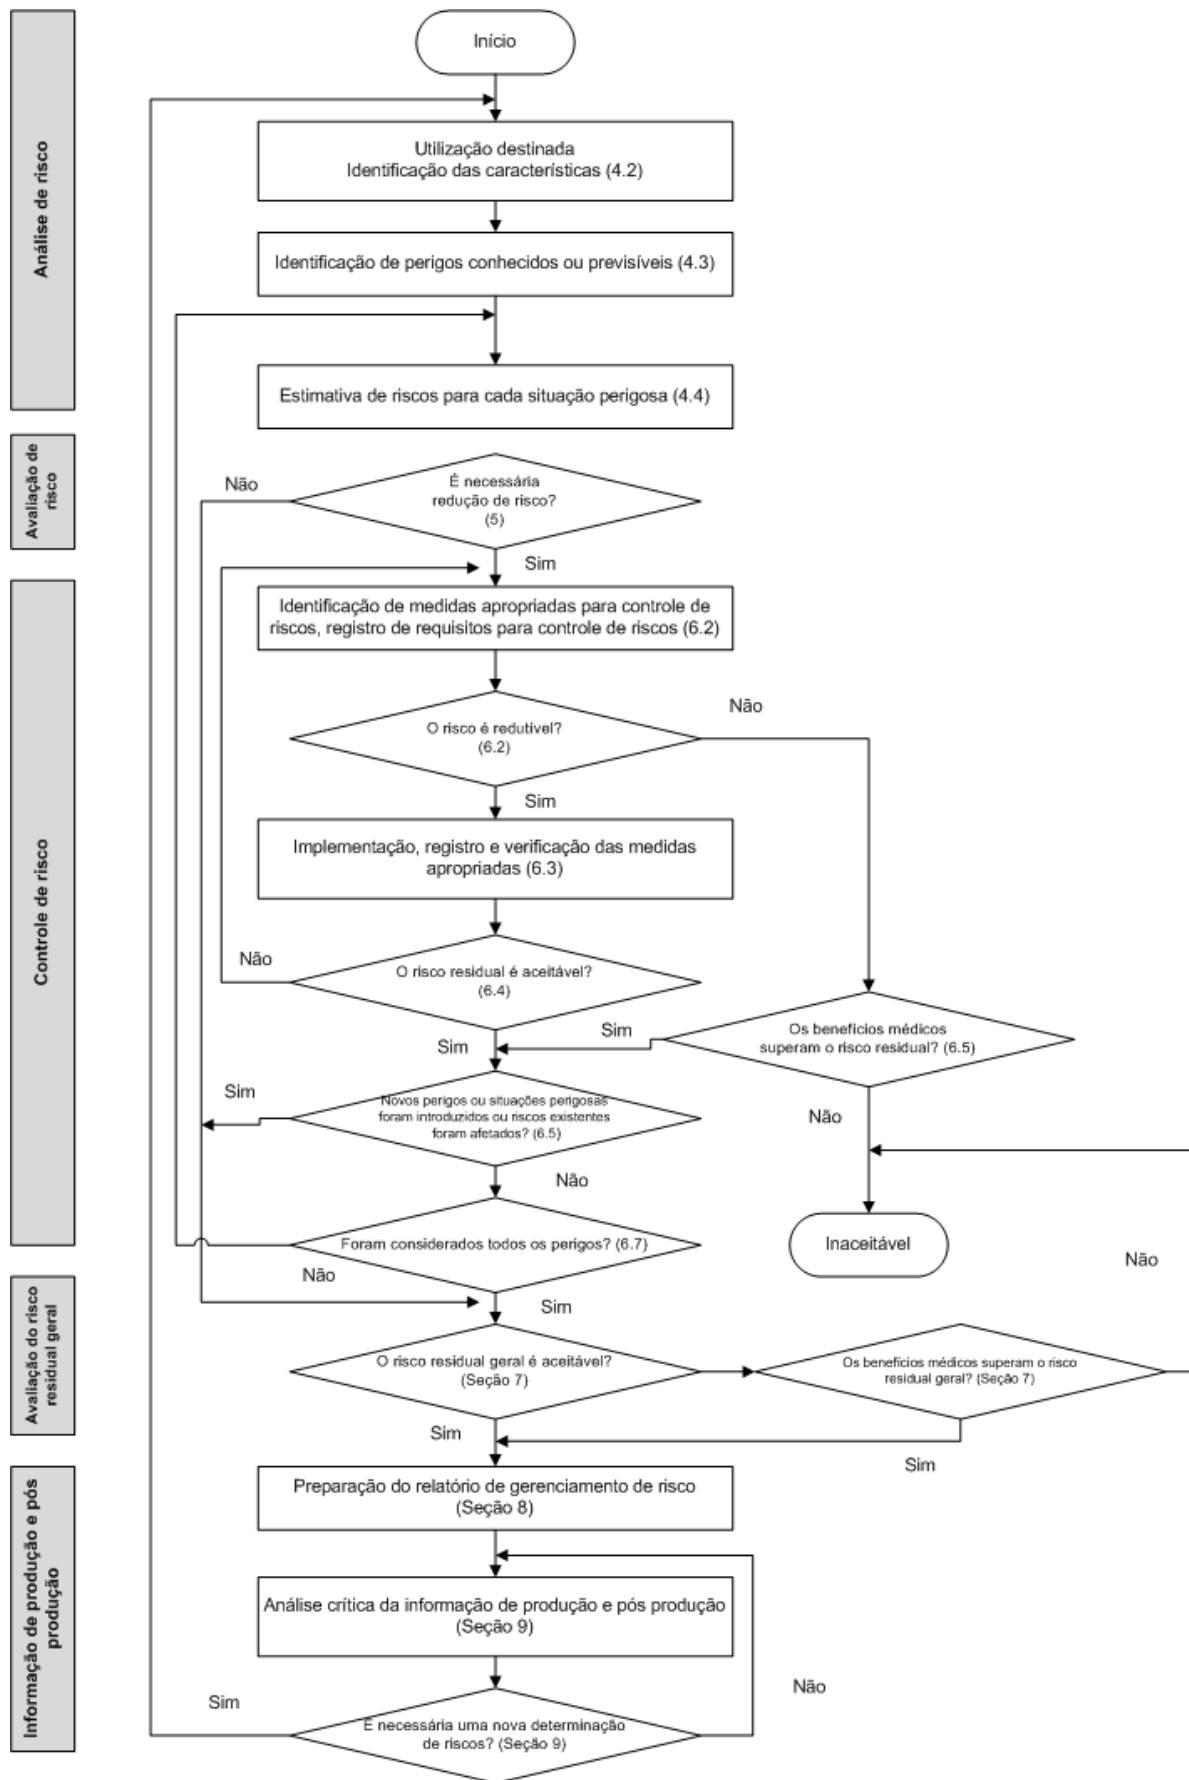 Início
Análise de risco
Utilização destinada
Identificação das características (4.2)
Identificação de perigos conhecidos ou previsíveis (4.3)
Estimativa de riscos para cada situação perigosa (4.4)
Avaliação de
risco
Não
É necessária
redução de risco?
(5)
Sim
Controle de risco
Identificação de medidas apropriadas para controle de
riscos, registro de requisitos para controle de riscos (6.2)
Não
O risco é redutível?
(6.2)
Sim
Implementação, registro e verificação das medidas
apropriadas (6.3)
Não
O risco residual é aceitável?
(6.4)
Sim
Sim
Os benefícios médicos
superam o risco residual? (6.5)
Sim
Novos perigos ou situações perigosas
foram introduzidos ou riscos existentes
foram afetados? (6.5)
Não
Não
Foram considerados todos os perigos? (6.7)
Inaceitável
Não
Não
Sim
Avaliação do risco
residual geral
O risco residual geral é aceitável?
(Seção 7)
Os benefícios médicos superam o risco
residual geral? (Seção 7)
Sim
Sim
Informação de produção e pós
produção
Preparação do relatório de gerenciamento de risco
(Seção 8)
Análise crítica da informação de produção e pós produção
(Seção 9)
Não
Sim
É necessária uma nova determinação
de riscos? (Seção 9)